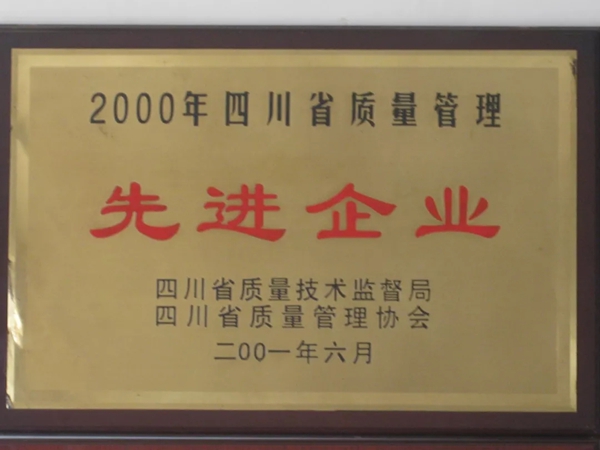 2000年四川省质量管理
先进企业
四川省质量技术监督局
四川省质量管理协会
二00一年六月